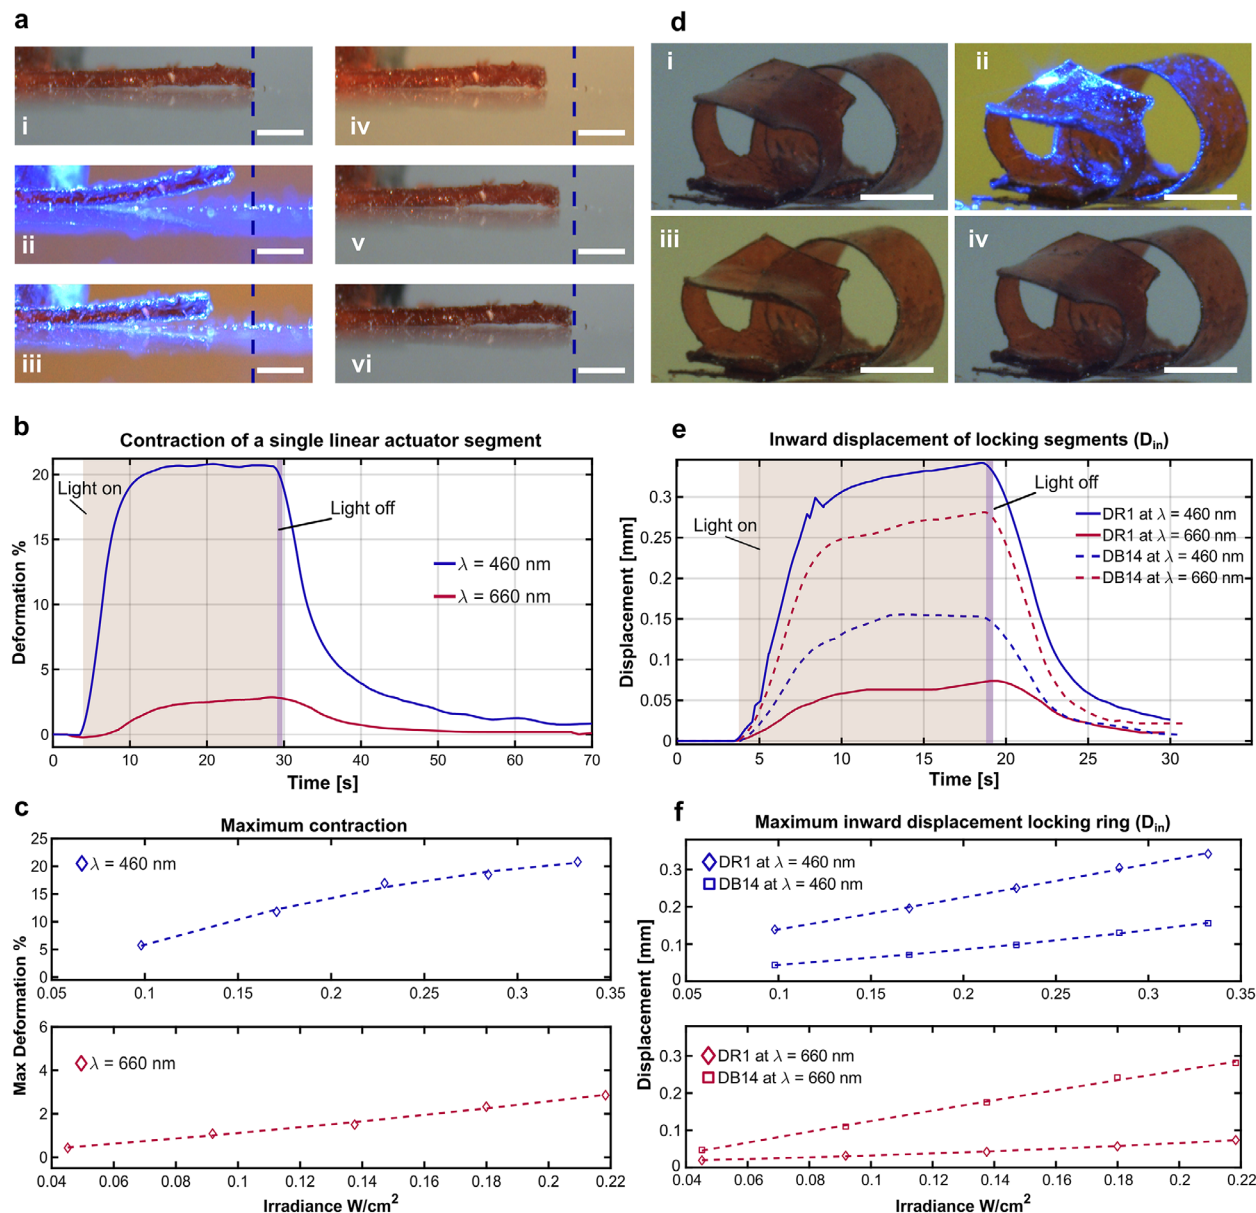 a
i
ii
iii
iv
v
vi
b
Contraction of a single linear actuator segment
Deformation %
20
15
10
5
0
Light on
Light off
λ = 460 nm
λ = 660 nm
0 10 20 30 40 50 60 70
Time [s]
c
Maximum contraction
Max Deformation %
25
20
15
10
5
0
λ = 460 nm
0.05 0.1 0.15 0.2 0.25 0.3 0.35
6
4
2
0
λ = 660 nm
0.04 0.06 0.08 0.1 0.12 0.14 0.16 0.18 0.2 0.22
Irradiance W/cm²
d
i
ii
iii
iv
e
Inward displacement of locking segments (D_in)
Displacement [mm]
0.3
0.25
0.2
0.15
0.1
0.05
0
Light on
Light off
DR1 at λ = 460 nm
DR1 at λ = 660 nm
DB14 at λ = 460 nm
DB14 at λ = 660 nm
0 5 10 15 20 25 30
Time [s]
f
Maximum inward displacement locking ring (D_in)
Displacement [mm]
0.3
0.2
0.1
0
DR1 at λ = 460 nm
DB14 at λ = 460 nm
0.05 0.1 0.15 0.2 0.25 0.3 0.35
0.3
0.2
0.1
0
DR1 at λ = 660 nm
DB14 at λ = 660 nm
0.04 0.06 0.08 0.1 0.12 0.14 0.16 0.18 0.2 0.22
Irradiance W/cm²